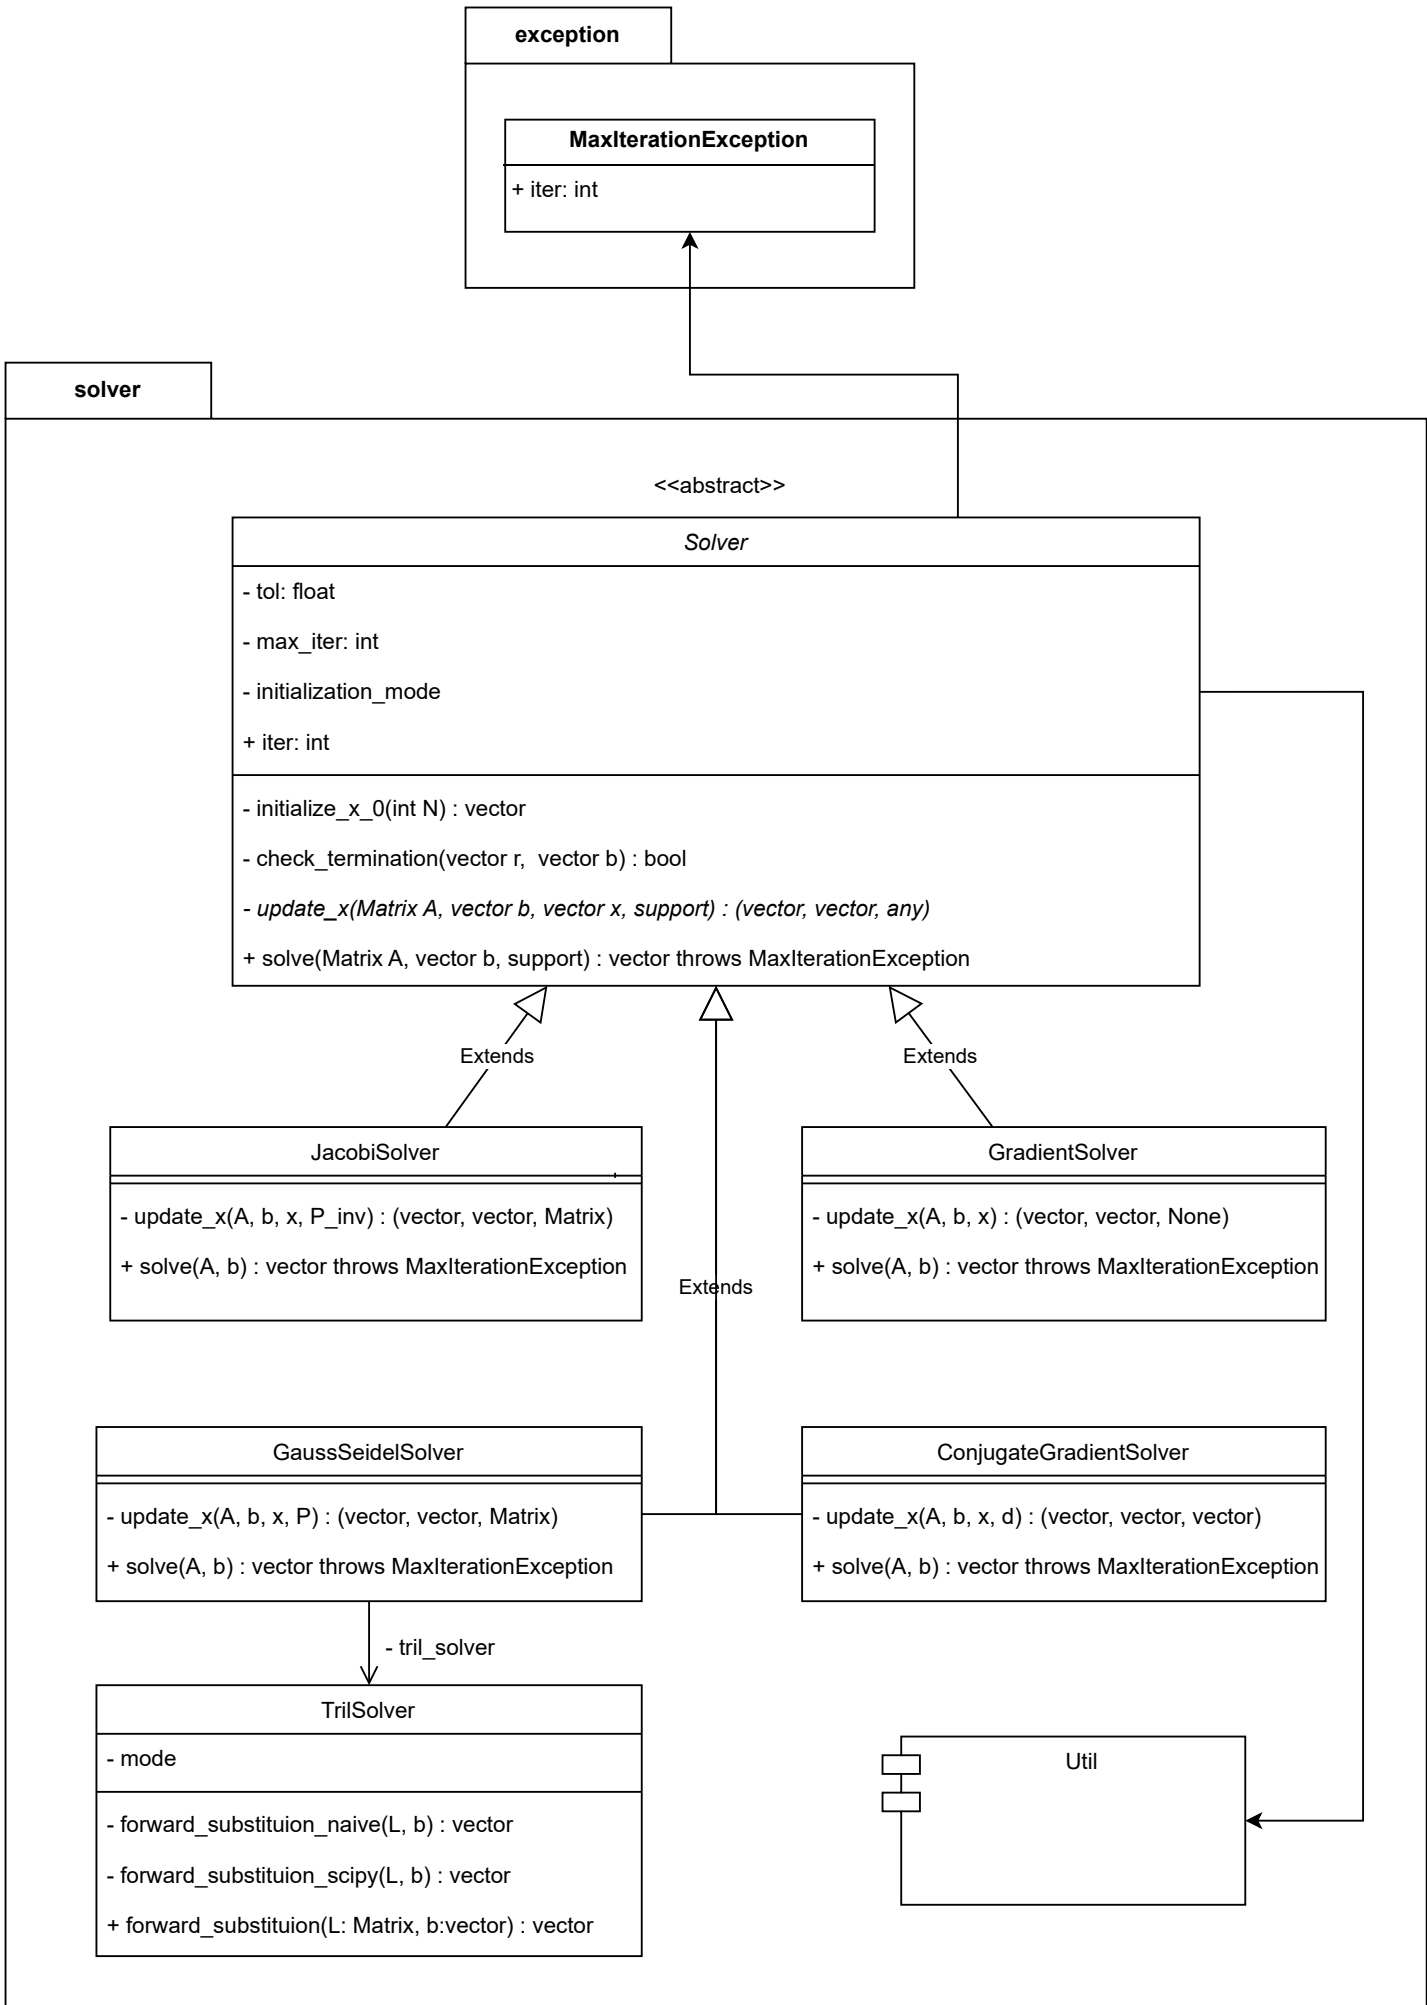 exception
MaxIterationException
+ iter: int
solver
<<abstract>>
Solver
- tol: float
- max_iter: int
- initialization_mode
+ iter: int
- initialize_x_0(int N) : vector
- check_termination(vector r,  vector b) : bool
- update_x(Matrix A, vector b, vector x, support) : (vector, vector, any)
+ solve(Matrix A, vector b, support) : vector throws MaxIterationException
Extends
Extends
JacobiSolver
- update_x(A, b, x, P_inv) : (vector, vector, Matrix)
+ solve(A, b) : vector throws MaxIterationException
GradientSolver
- update_x(A, b, x) : (vector, vector, None)
+ solve(A, b) : vector throws MaxIterationException
Extends
GaussSeidelSolver
- update_x(A, b, x, P) : (vector, vector, Matrix)
+ solve(A, b) : vector throws MaxIterationException
ConjugateGradientSolver
- update_x(A, b, x, d) : (vector, vector, vector)
+ solve(A, b) : vector throws MaxIterationException
- tril_solver
TrilSolver
- mode
- forward_substituion_naive(L, b) : vector
- forward_substituion_scipy(L, b) : vector
+ forward_substituion(L: Matrix, b:vector) : vector
Util